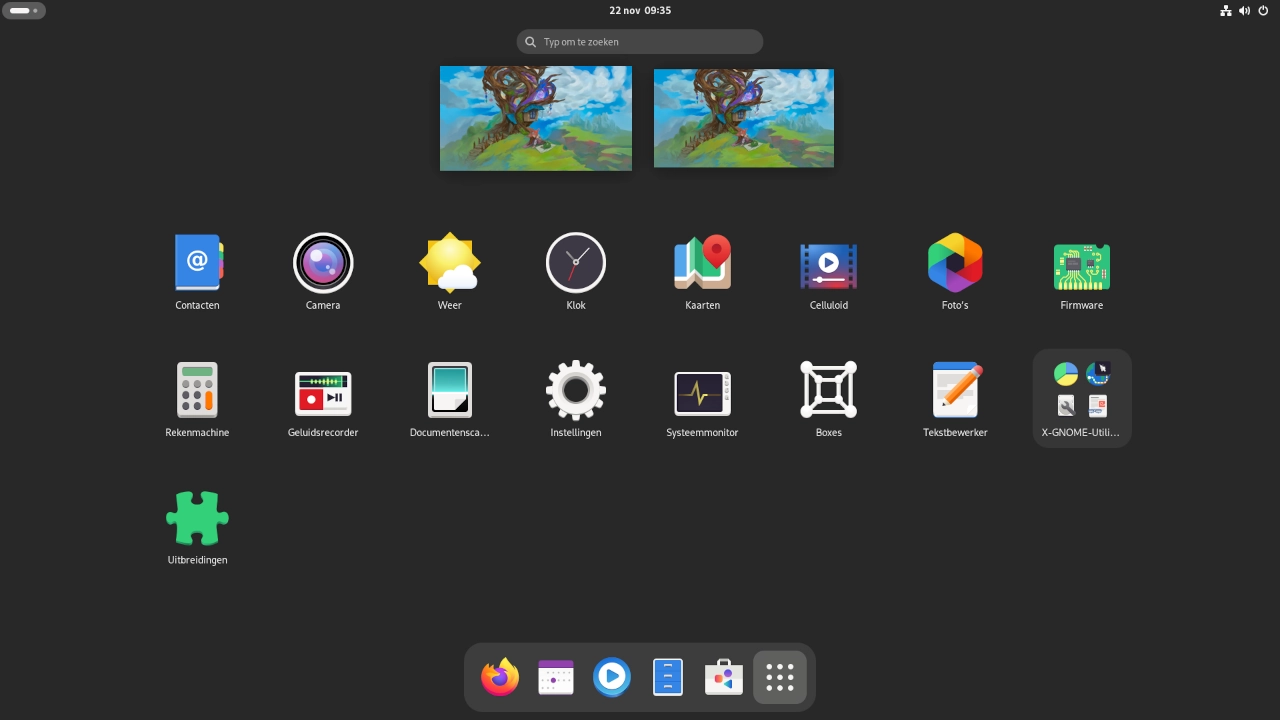 22 nov 09:35
Typ om te zoeken
Contacten
Camera
Weer
Klok
Kaarten
Celluloid
Foto's
Firmware
Rekenmachine
Geluidsrecorder
Documentensca...
Instellingen
Systeemmonitor
Boxes
Tekstbewerker
X-GNOME-Utili...
Uitbreidingen